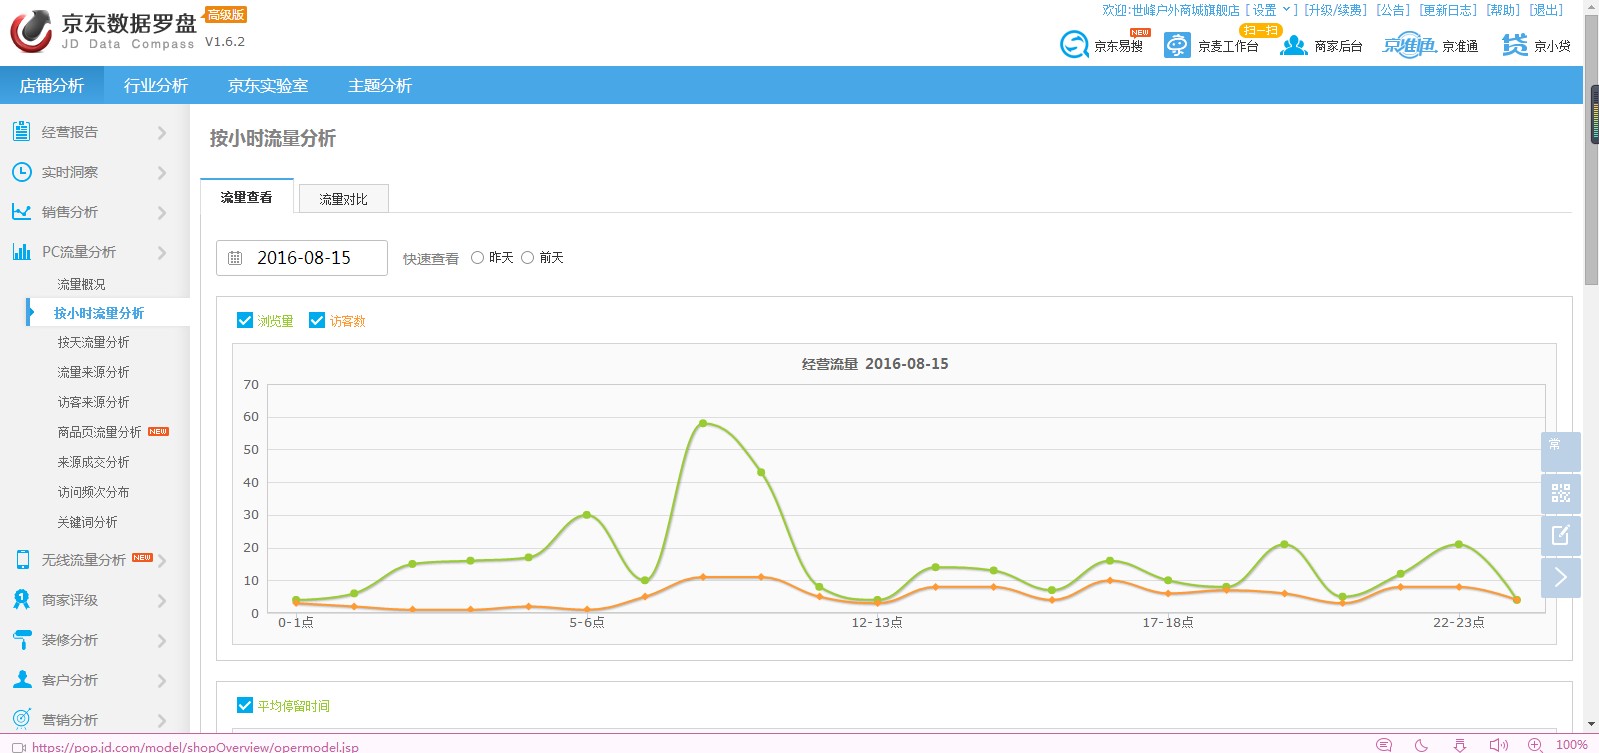 京东数据罗盘 高级版
JD Data Compass V1.6.2
欢迎:世峰户外商城旗舰店 [ 设置 ] [升级/续费] [公告] [更新日志] [帮助] [退出]
京东易搜 NEW 京麦工作台 扫一扫 商家后台 京准通 京准通 贷 京小贷
店铺分析 行业分析 京东实验室 主题分析
经营报告
实时洞察
销售分析
PC流量分析
流量概况
按小时流量分析
按天流量分析
流量来源分析
访客来源分析
商品页流量分析 NEW
来源成交分析
访问频次分布
关键词分析
无线流量分析 NEW
商家评级
装修分析
客户分析
营销分析
按小时流量分析
流量查看 流量对比
2016-08-15 快速查看 昨天 前天
浏览量 访客数
经营流量 2016-08-15
70
60
50
40
30
20
10
0
0-1点 5-6点 12-13点 17-18点 22-23点
常
平均停留时间
https://pop.jd.com/model/shopOverview/opermodel.jsp
100%